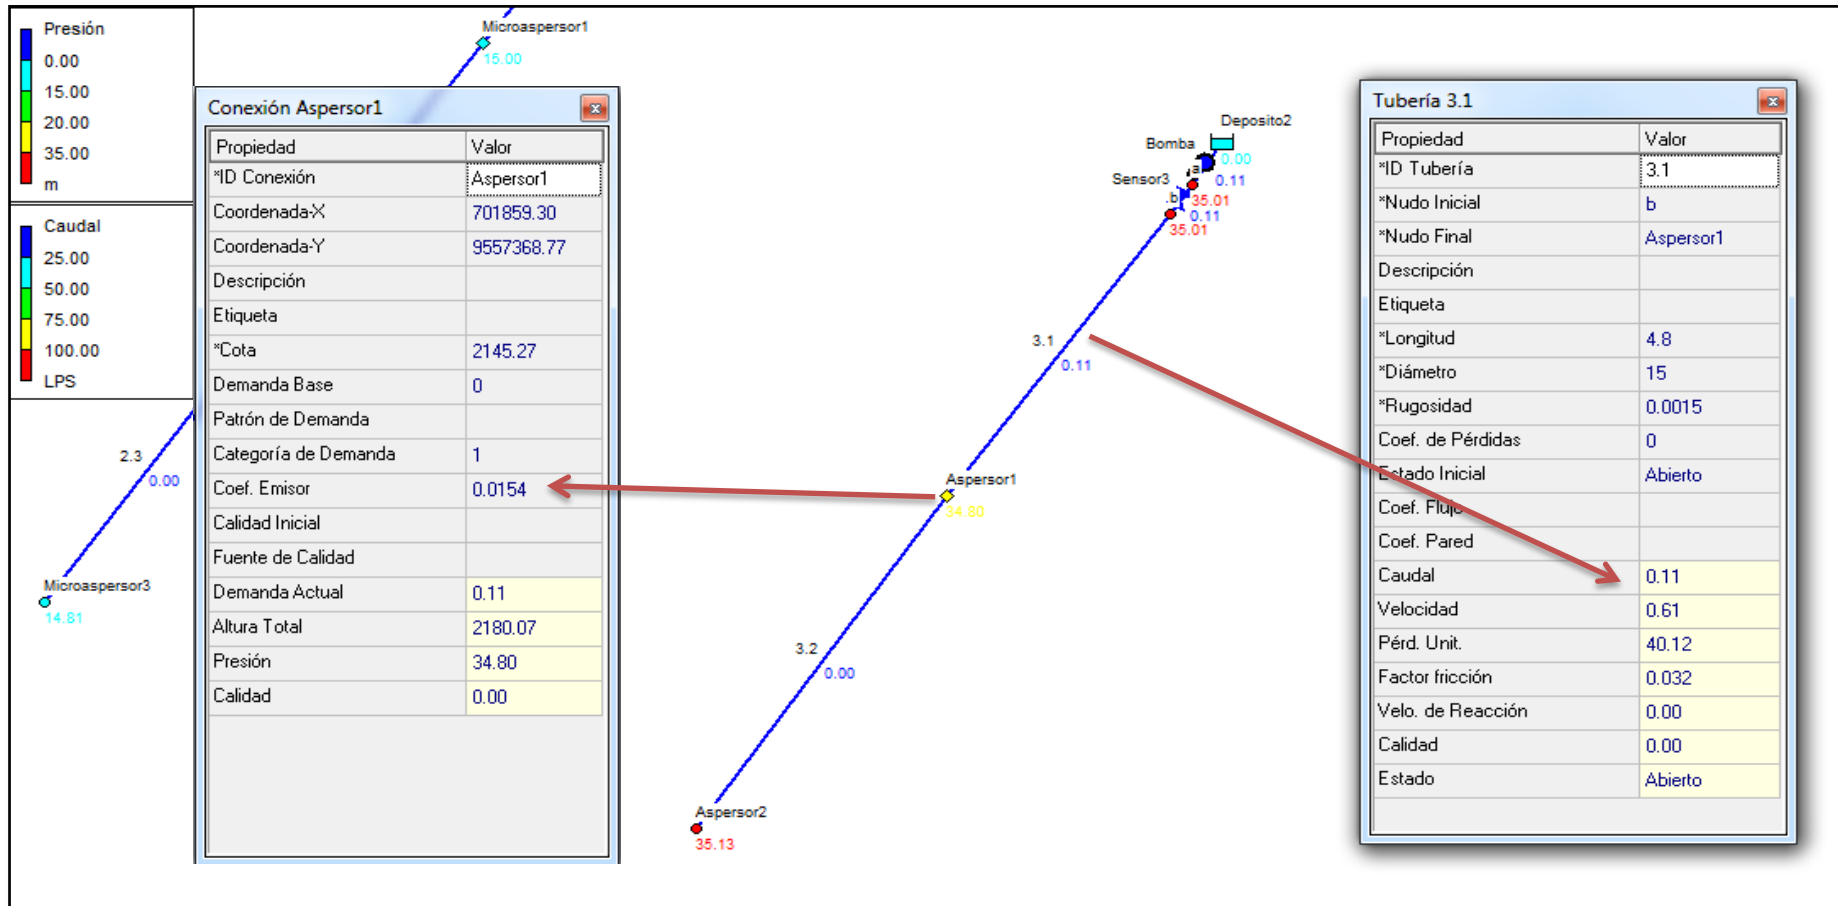 Presión
0.00
15.00
20.00
35.00
m
Caudal
25.00
50.00
75.00
100.00
LPS
Microaspersor1
15.00
2.3
0.00
Microaspersor3
14.81
Conexión Aspersor1
Propiedad Valor
*ID Conexión Aspersor1
Coordenada-X 701859.30
Coordenada-Y 9557368.77
Descripción
Etiqueta
*Cota 2145.27
Demanda Base 0
Patrón de Demanda
Categoría de Demanda 1
Coef. Emisor 0.0154
Calidad Inicial
Fuente de Calidad
Demanda Actual 0.11
Altura Total 2180.07
Presión 34.80
Calidad 0.00
Deposito2
Bomba
0.00
a
0.11
Sensor3
35.01
.b
0.11
35.01
3.1
0.11
Aspersor1
34.80
3.2
0.00
Aspersor2
35.13
Tubería 3.1
Propiedad Valor
*ID Tubería 3.1
*Nudo Inicial b
*Nudo Final Aspersor1
Descripción
Etiqueta
*Longitud 4.8
*Diámetro 15
*Rugosidad 0.0015
Coef. de Pérdidas 0
Estado Inicial Abierto
Coef. Flujo
Coef. Pared
Caudal 0.11
Velocidad 0.61
Pérd. Unit. 40.12
Factor fricción 0.032
Velo. de Reacción 0.00
Calidad 0.00
Estado Abierto